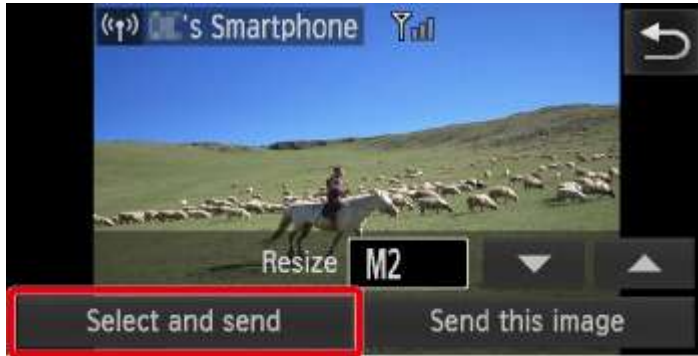 's Smartphone
Resize M2
Select and send
Send this image